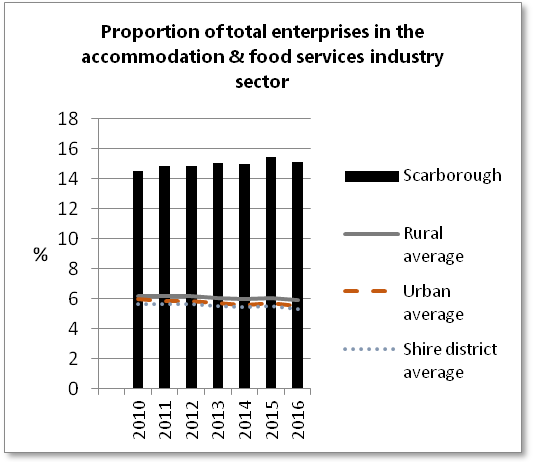 Proportion of total enterprises in the
accommodation & food services industry
sector
18
16
14
12
10
8
6
4
2
0
%
2010
2011
2012
2013
2014
2015
2016
Scarborough
Rural
average
Urban
average
Shire district
average